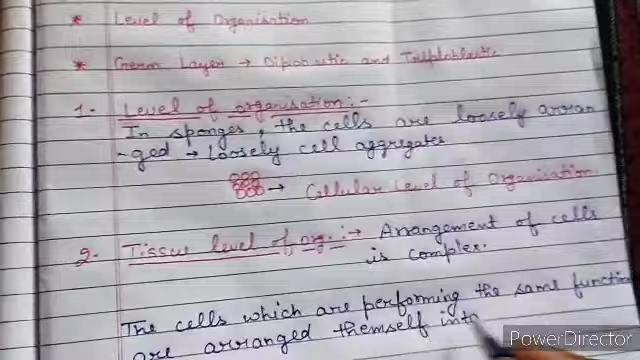 * Level of Organisation
* Germ Layer → Diploblastic and Triploblastic
1- Level of organisation:-
In sponges, the cells are loosely arran
-ged → Loosely cell aggregates
→ Cellular Level of Organisation
2- Tissue level of org. :→ Arrangement of cells
is complex.
The cells which are performing the same function
are arranged themself into
PowerDirector